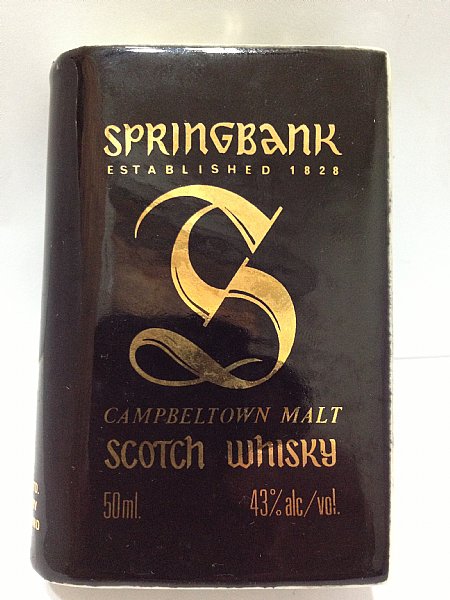 SPRINGBANK
ESTABLISHED 1828
S
CAMPBELTOWN MALT
SCOTCH WHISKY
50ml. 43% alc/vol.